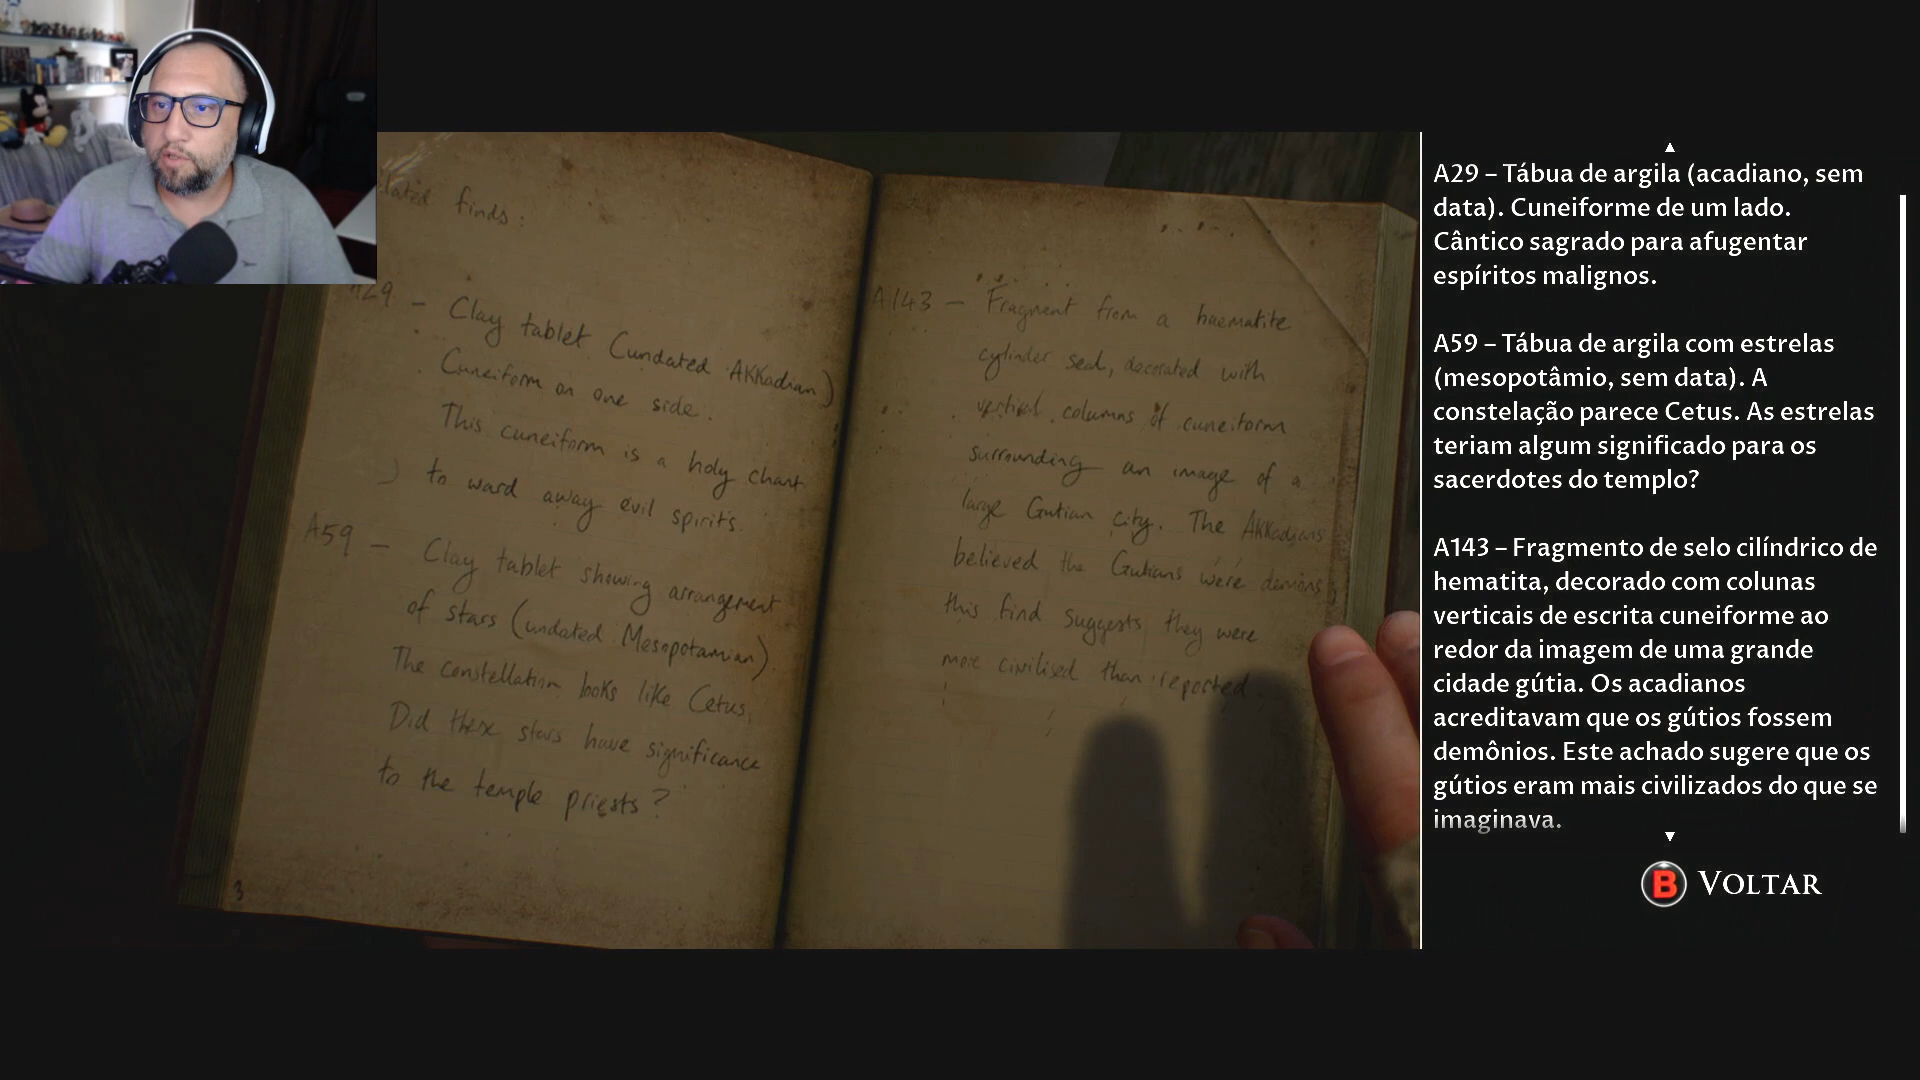 finds:
A29 - Clay tablet (undated Akkadian)
Cuneiform on one side.
This cuneiform is a holy chant
to ward away evil spirits.
A59 - Clay tablet showing arrangement
of stars (undated Mesopotamian).
The constellation looks like Cetus.
Did these stars have significance
to the temple priests?
3
A143 - Fragment from a haematite
cylinder seal, decorated with
vertical columns of cuneiform
surrounding an image of a
large Gutian city. The Akkadians
believed the Gutians were demons
this find suggests they were
more civilised than reported.
A29 – Tábua de argila (acadiano, sem
data). Cuneiforme de um lado.
Cântico sagrado para afugentar
espíritos malignos.
A59 – Tábua de argila com estrelas
(mesopotâmio, sem data). A
constelação parece Cetus. As estrelas
teriam algum significado para os
sacerdotes do templo?
A143 – Fragmento de selo cilíndrico de
hematita, decorado com colunas
verticais de escrita cuneiforme ao
redor da imagem de uma grande
cidade gútia. Os acadianos
acreditavam que os gútios fossem
demônios. Este achado sugere que os
gútios eram mais civilizados do que se
imaginava.
B VOLTAR